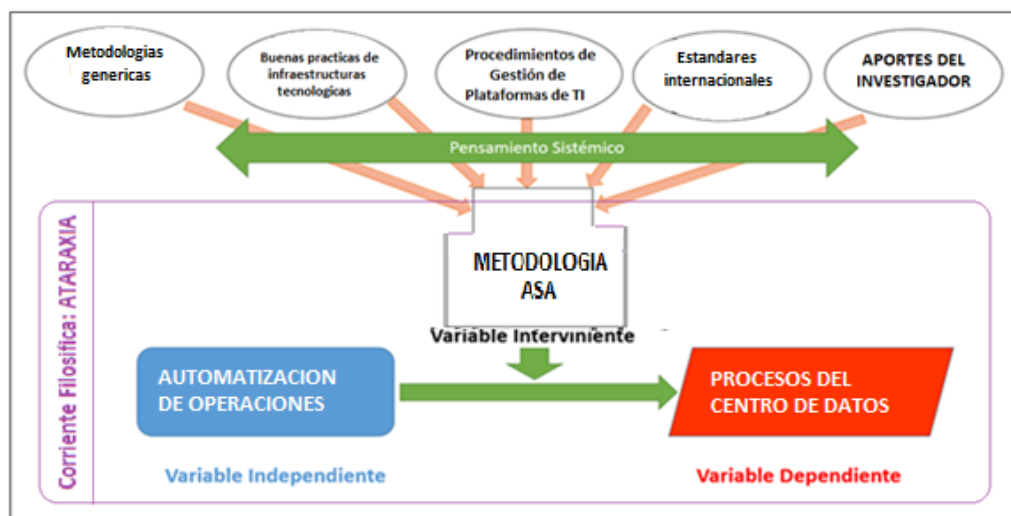 Metodologias
genericas
Buenas practicas de
infraestructuras
tecnologicas
Procedimientos de
Gestión de
Plataformas de TI
Estandares
internacionales
APORTES DEL
INVESTIGADOR
Pensamiento Sistémico
Corriente Filosifica: ATARAXIA
METODOLOGIA
ASA
Variable Interviniente
AUTOMATIZACION
DE OPERACIONES
PROCESOS DEL
CENTRO DE DATOS
Variable Independiente
Variable Dependiente